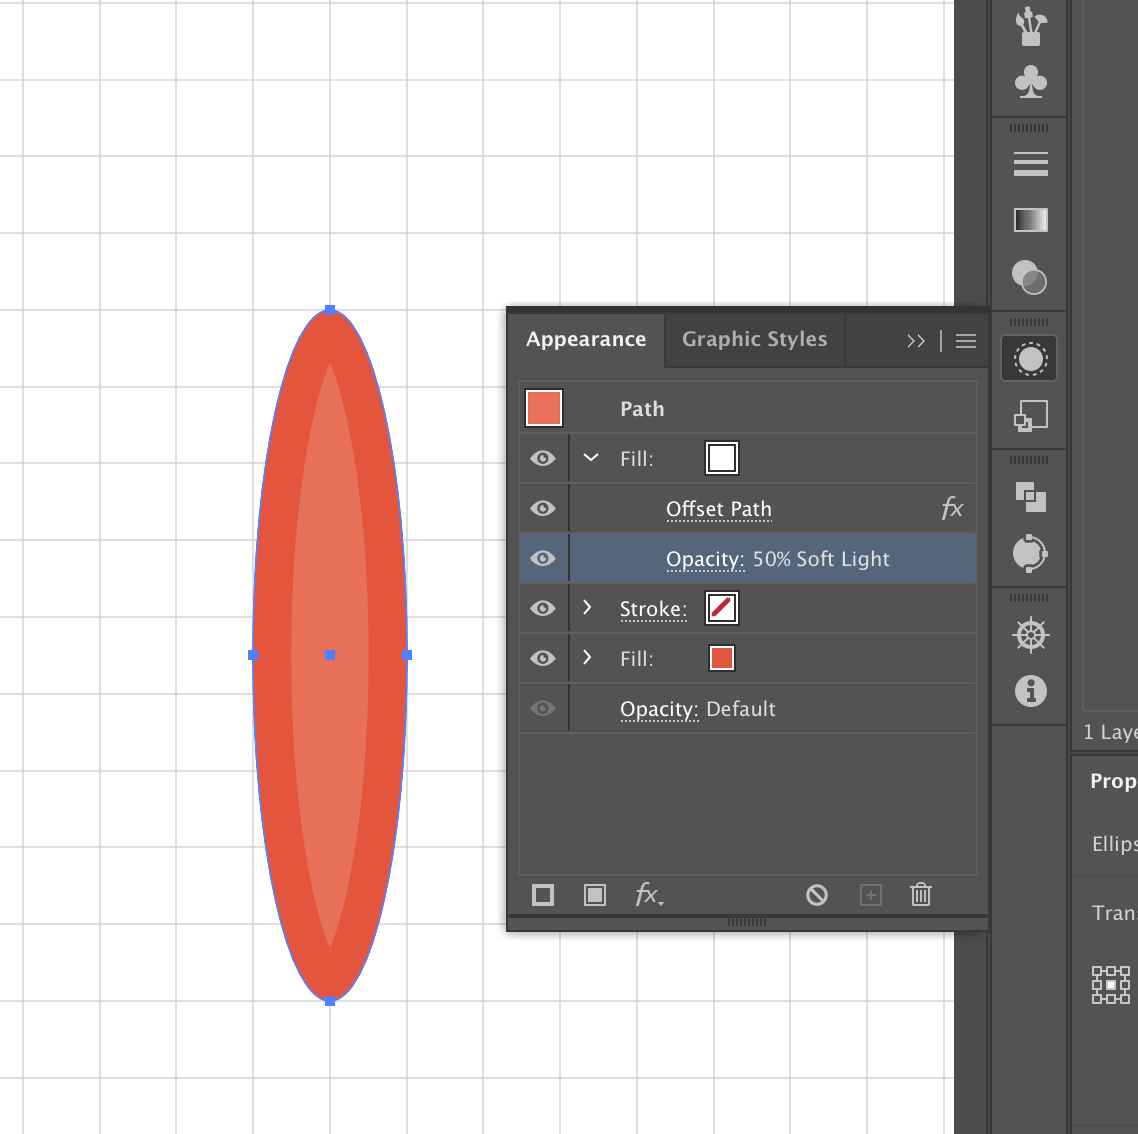 Appearance
Graphic Styles
Path
Fill:
Offset Path
fx
Opacity: 50% Soft Light
Stroke:
Fill:
Opacity: Default
fx
1 Laye
Prop
Ellips
Tran